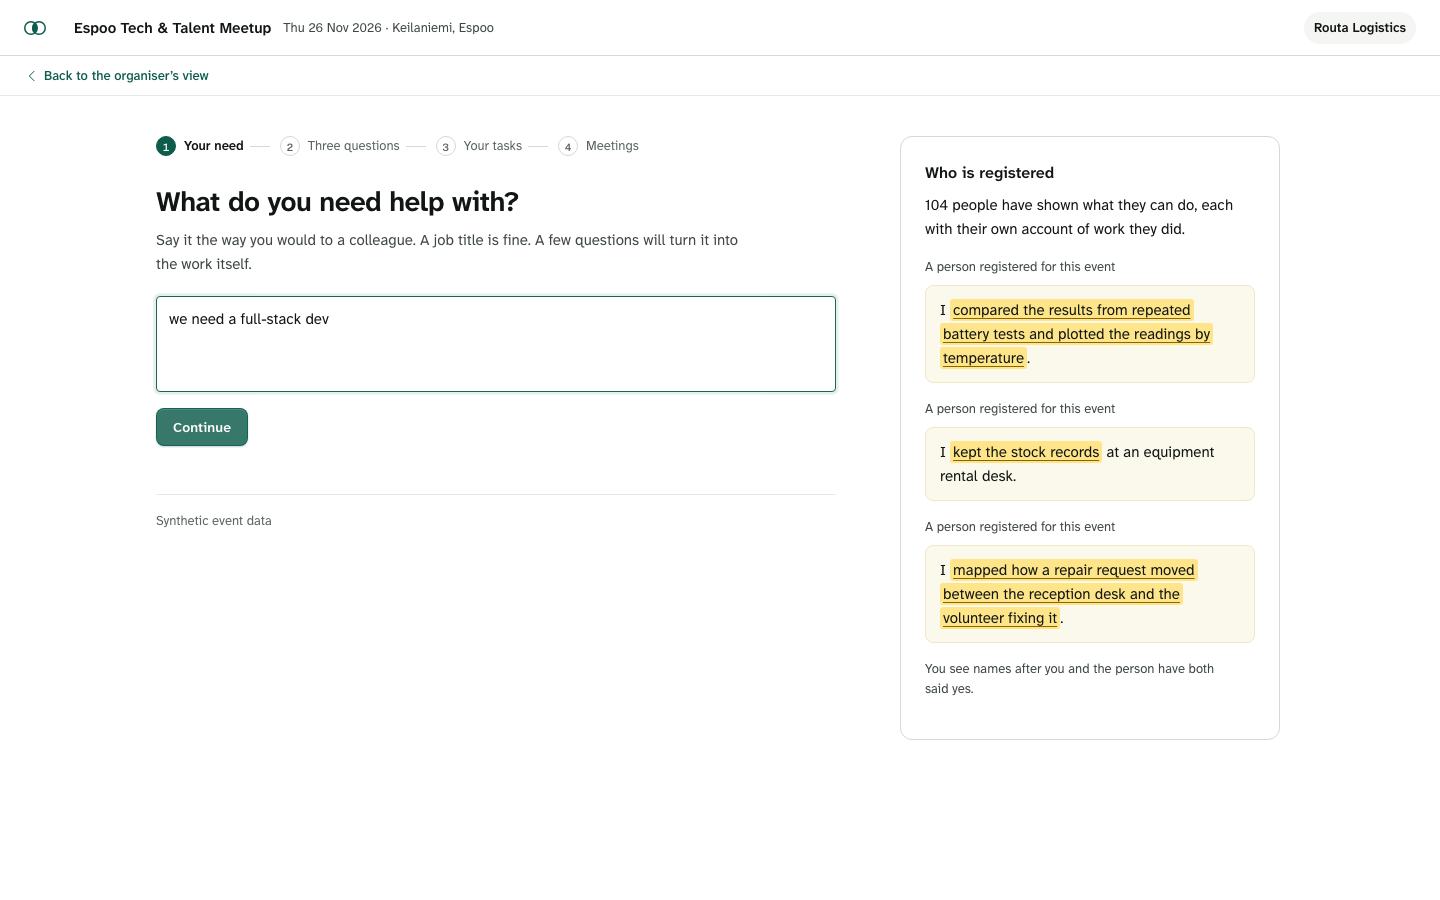 Espoo Tech & Talent Meetup
Thu 26 Nov 2026 · Keilaniemi, Espoo
Routa Logistics
Back to the organiser’s view
1 Your need
2 Three questions
3 Your tasks
4 Meetings
What do you need help with?
Say it the way you would to a colleague. A job title is fine. A few questions will turn it into
the work itself.
we need a full-stack dev
Continue
Synthetic event data
Who is registered
104 people have shown what they can do, each
with their own account of work they did.
A person registered for this event
I compared the results from repeated
battery tests and plotted the readings by
temperature.
A person registered for this event
I kept the stock records at an equipment
rental desk.
A person registered for this event
I mapped how a repair request moved
between the reception desk and the
volunteer fixing it.
You see names after you and the person have both
said yes.